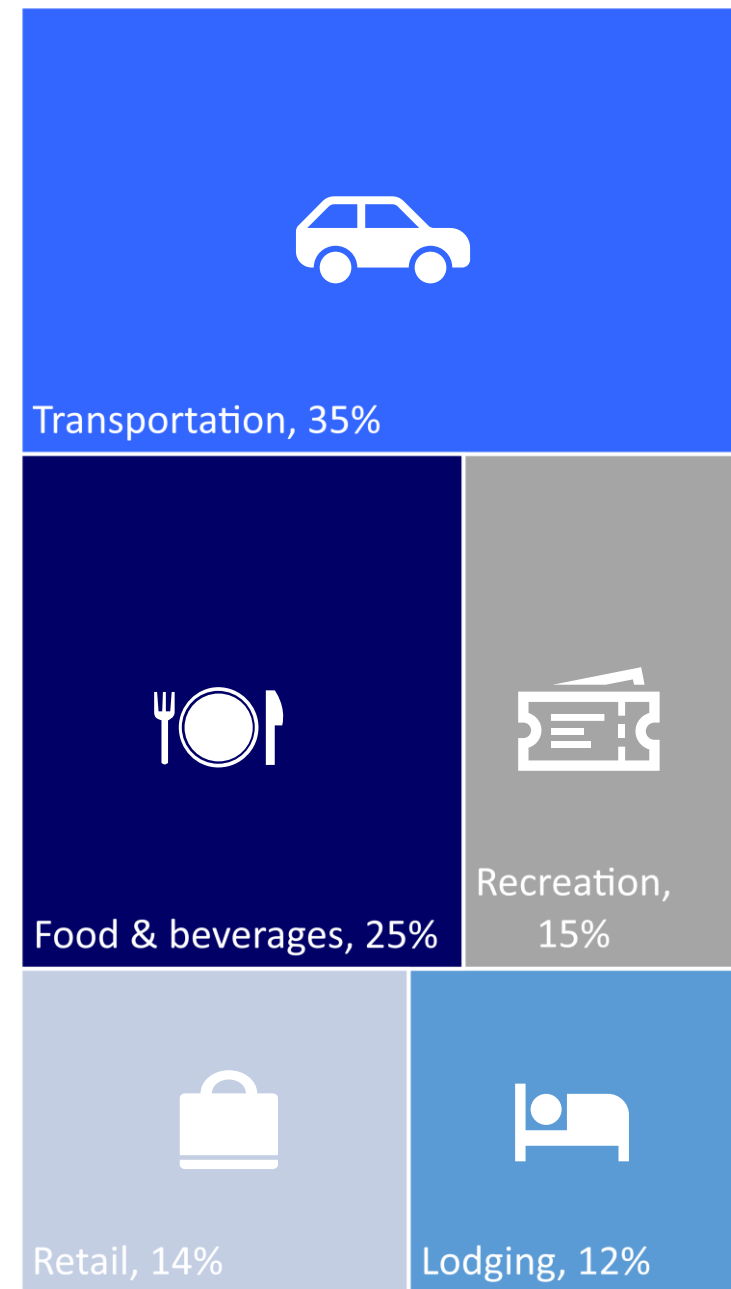 Transportation, 35%
Food & beverages, 25%
Recreation,
15%
Retail, 14%
Lodging, 12%